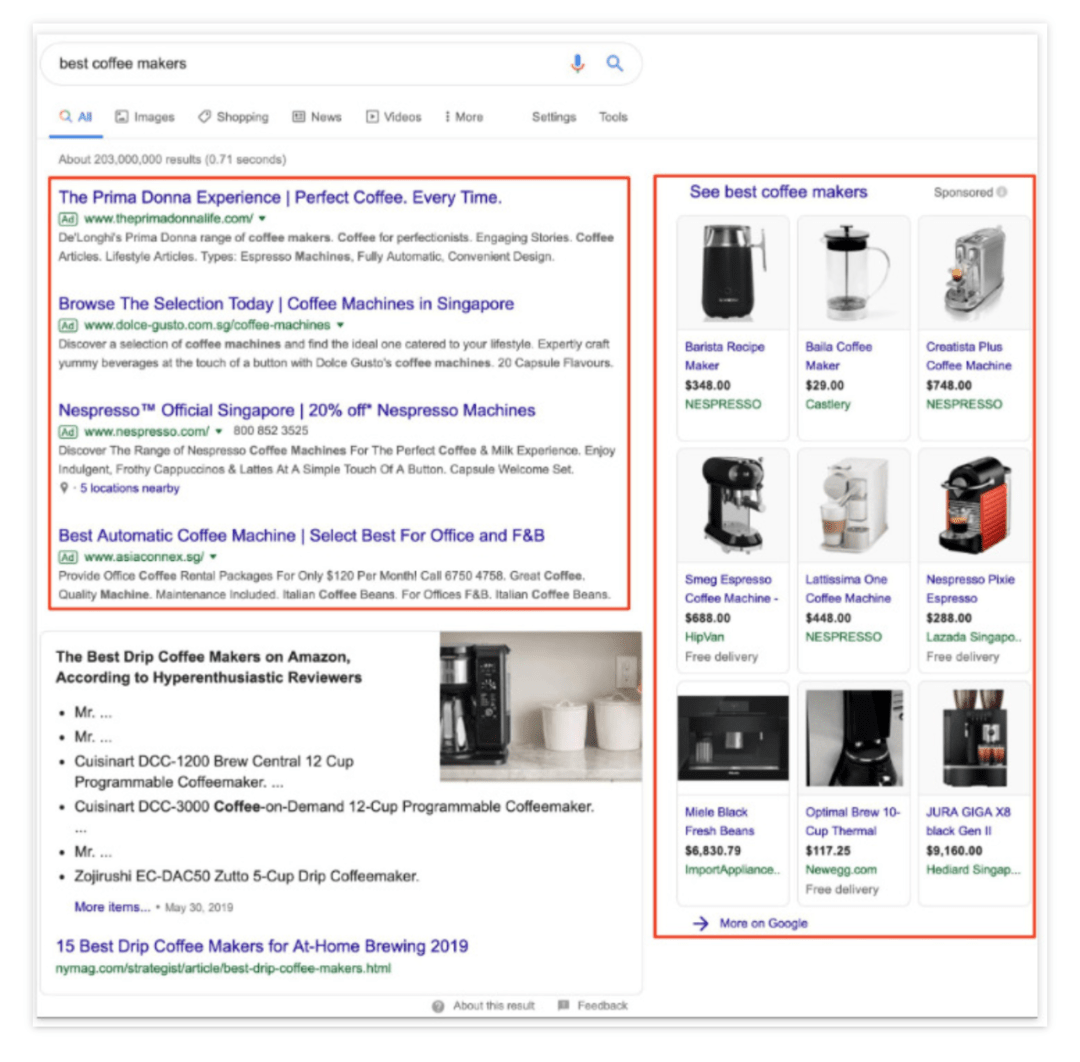 best coffee makers
All Images Shopping News Videos More Settings Tools
About 203,000,000 results (0.71 seconds)
The Prima Donna Experience | Perfect Coffee. Every Time.
Ad www.theprimadonnalife.com/
De'Longhi's Prima Donna range of coffee makers. Coffee for perfectionists. Engaging Stories. Coffee
Articles. Lifestyle Articles. Types: Espresso Machines, Fully Automatic, Convenient Design.
Browse The Selection Today | Coffee Machines in Singapore
Ad www.dolce-gusto.com.sg/coffee-machines
Discover a selection of coffee machines and find the ideal one catered to your lifestyle. Expertly craft
yummy beverages at the touch of a button with Dolce Gusto's coffee machines. 20 Capsule Flavours.
Nespresso™ Official Singapore | 20% off* Nespresso Machines
Ad www.nespresso.com/ 800 852 3525
Discover The Range of Nespresso Coffee Machines For The Perfect Coffee & Milk Experience. Enjoy
Indulgent, Frothy Cappuccinos & Lattes At A Simple Touch Of A Button. Capsule Welcome Set.
· 5 locations nearby
Best Automatic Coffee Machine | Select Best For Office and F&B
Ad www.asiaconnex.sg/
Provide Office Coffee Rental Packages For Only $120 Per Month! Call 6750 4758. Great Coffee.
Quality Machine. Maintenance Included. Italian Coffee Beans. For Offices F&B. Italian Coffee Beans.
The Best Drip Coffee Makers on Amazon,
According to Hyperenthusiastic Reviewers
• Mr. ...
• Mr. ...
• Cuisinart DCC-1200 Brew Central 12 Cup
Programmable Coffeemaker. ...
• Cuisinart DCC-3000 Coffee-on-Demand 12-Cup Programmable Coffeemaker.
...
• Mr. ...
• Zojirushi EC-DAC50 Zutto 5-Cup Drip Coffeemaker.
More items... • May 30, 2019
15 Best Drip Coffee Makers for At-Home Brewing 2019
nymag.com/strategist/article/best-drip-coffee-makers.html
About this result Feedback
See best coffee makers Sponsored
Barista Recipe
Maker
$348.00
NESPRESSO
Baila Coffee
Maker
$29.00
Castlery
Creatista Plus
Coffee Machine
$748.00
NESPRESSO
Smeg Espresso
Coffee Machine -
$688.00
HipVan
Free delivery
Lattissima One
Coffee Machine
$448.00
NESPRESSO
Nespresso Pixie
Espresso
$288.00
Lazada Singapo..
Free delivery
Miele Black
Fresh Beans
$6,830.79
ImportAppliance..
Optimal Brew 10-
Cup Thermal
$117.25
Newegg.com
Free delivery
JURA GIGA X8
black Gen II
$9,160.00
Hediard Singap...
More on Google